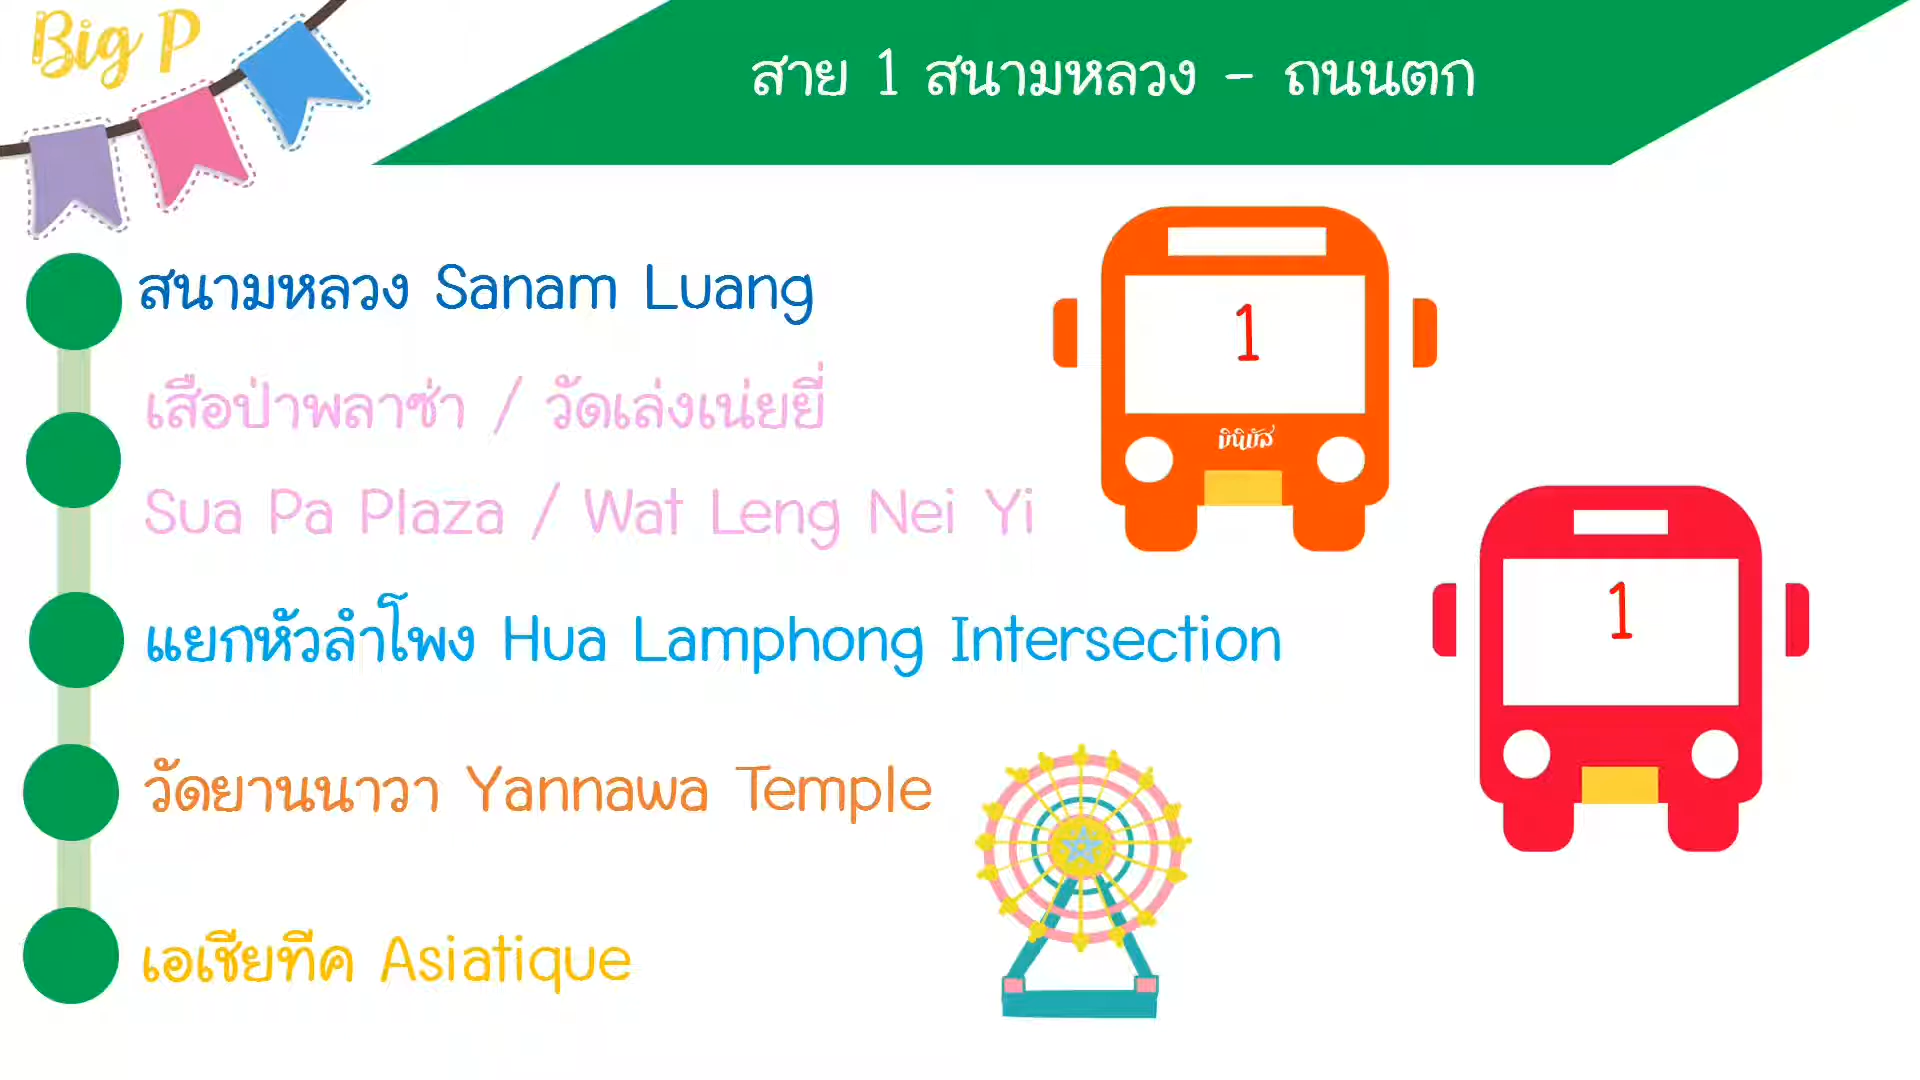 Big P
สาย 1 สนามหลวง - ถนนตก
สนามหลวง Sanam Luang
เสือป่าพลาซ่า / วัดเล่งเน่ยยี่
Sua Pa Plaza / Wat Leng Nei Yi
แยกหัวลำโพง Hua Lamphong Intersection
วัดยานนาวา Yannawa Temple
เอเชียทีค Asiatique
1
มินิบัส
1